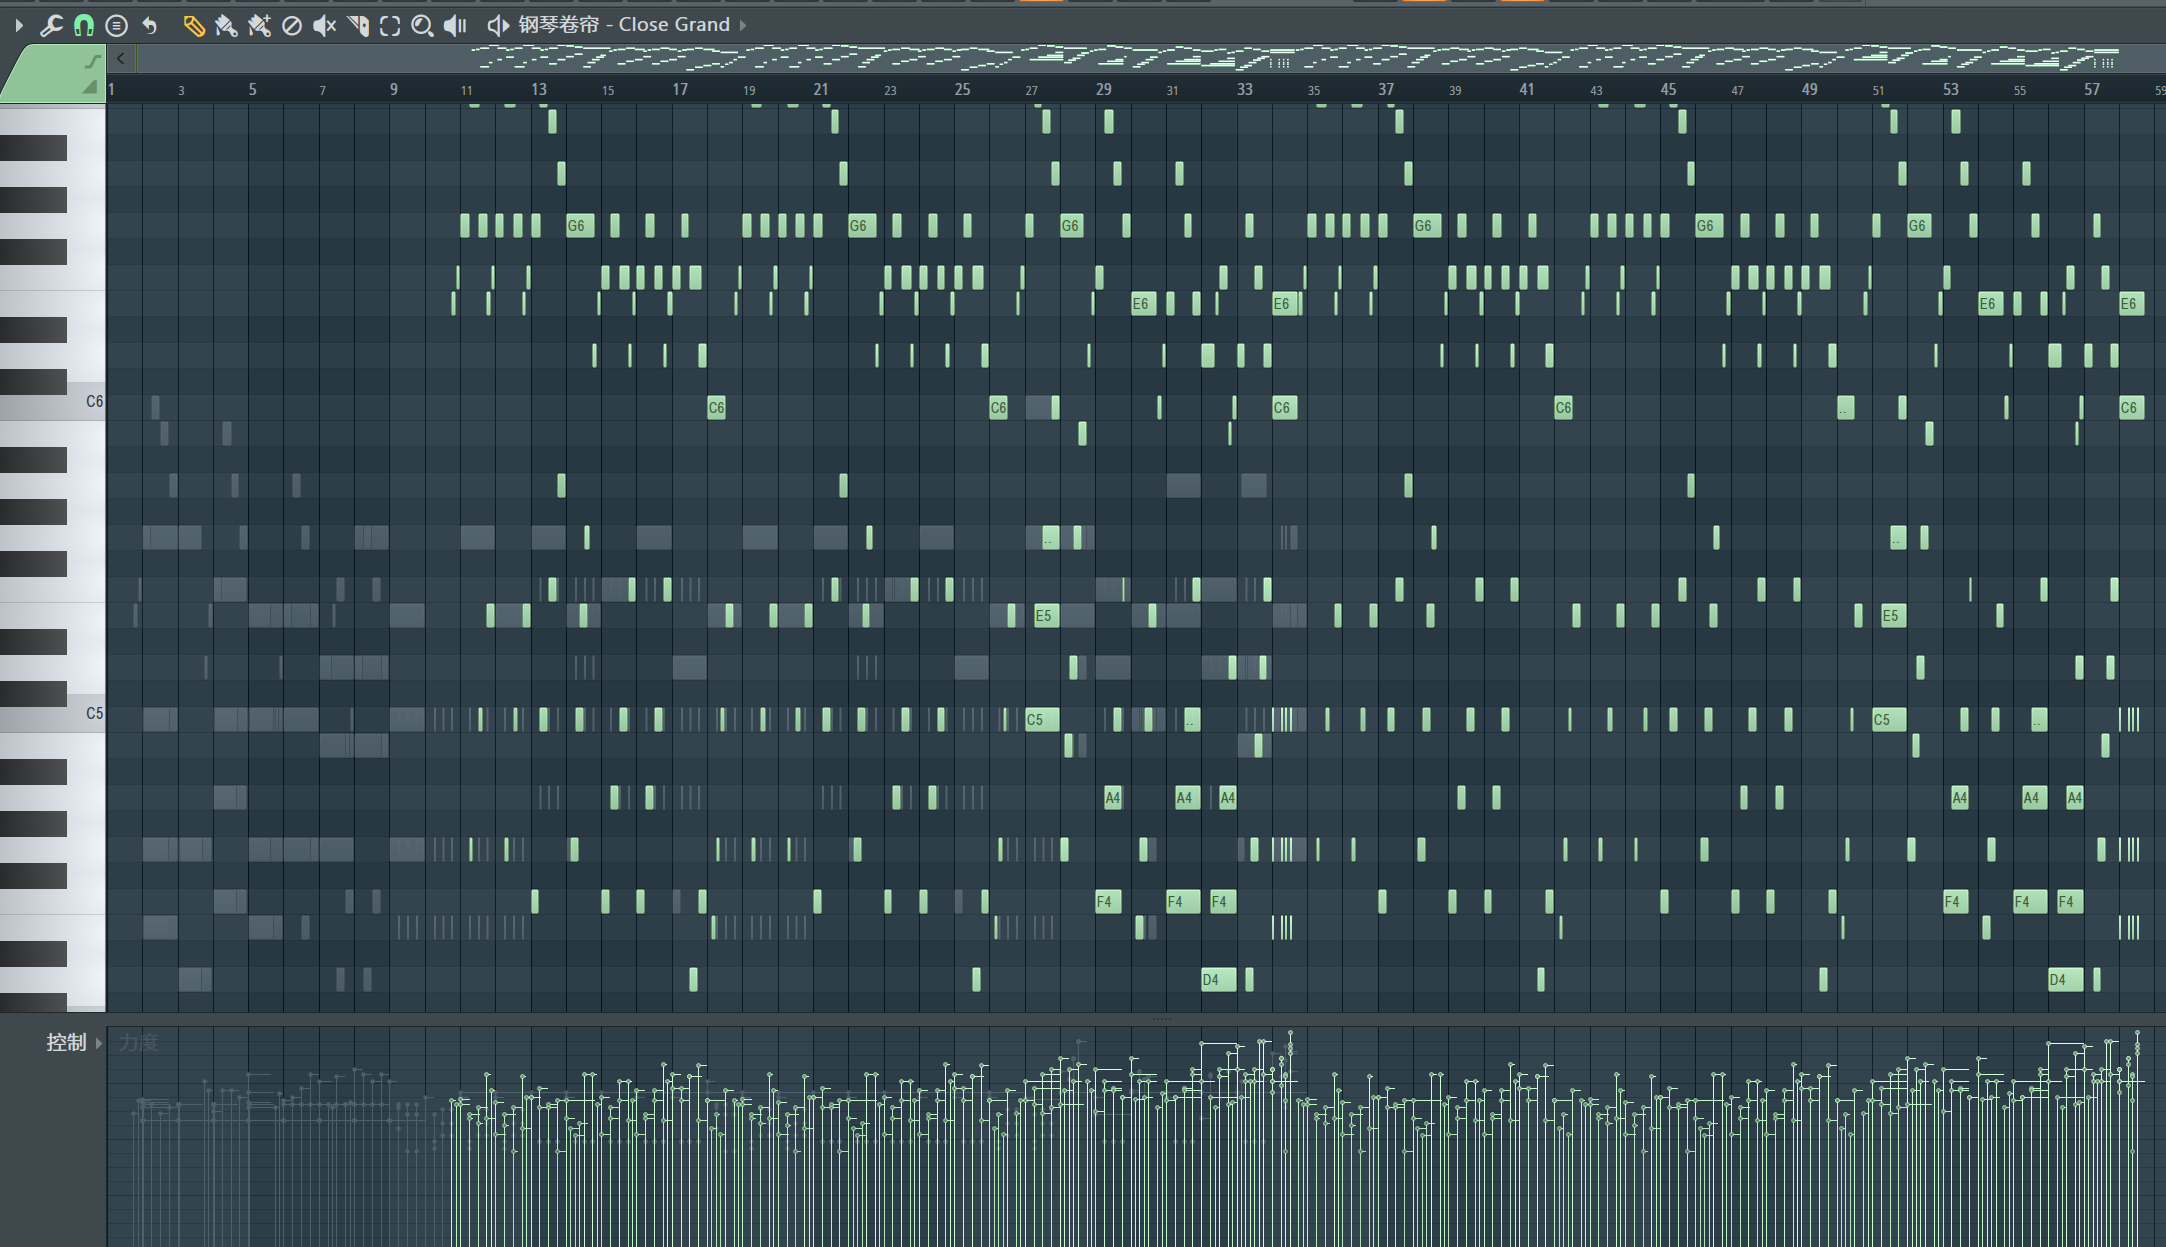 钢琴卷帘 - Close Grand
1 3 5 7 9 11 13 15 17 19 21 23 25 27 29 31 33 35 37 39 41 43 45 47 49 51 53 55 57 59
G6 G6 G6 G6 G6 G6
E6 E6 E6 E6
C6 C6 C6 C6 C6 .. C6
.. ..
E5 E5
C5 C5 .. C5 ..
A4 A4 A4 A4 A4 A4
F4 F4 F4 F4 F4 F4
D4 D4
控制 力度